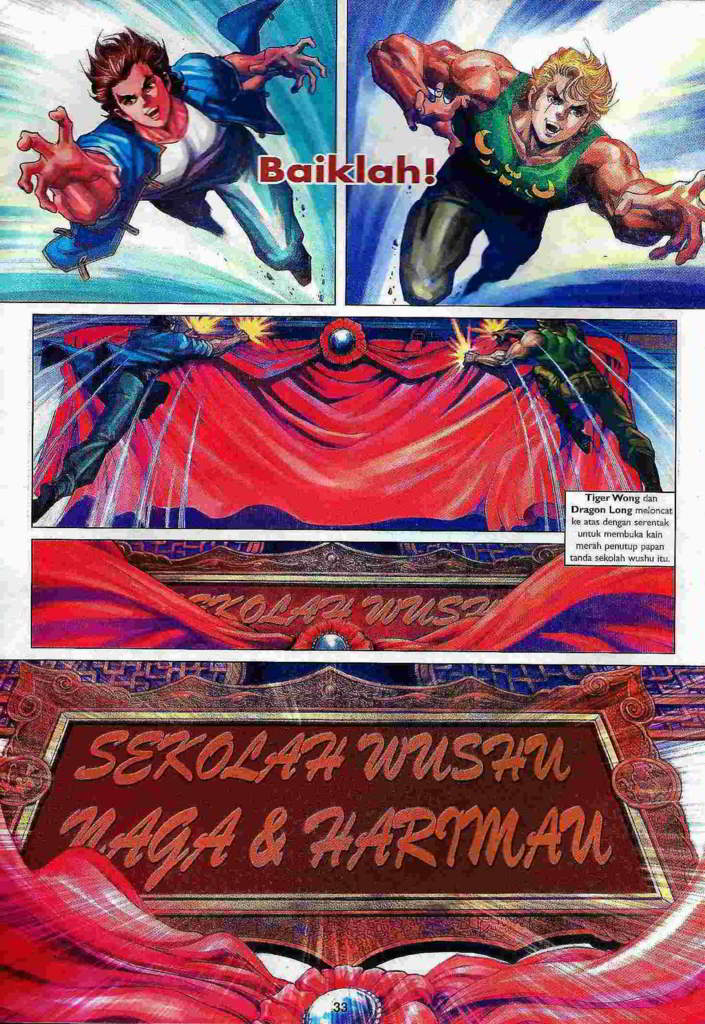 Baiklah!
Tiger Wong dan
Dragon Long meloncat
ke atas dengan serentak
untuk membuka kain
merah penutup papan
tanda sekolah wushu itu.
SEKOLAH WUSHU
SEKOLAH WUSHU
NAGA & HARIMAU
33